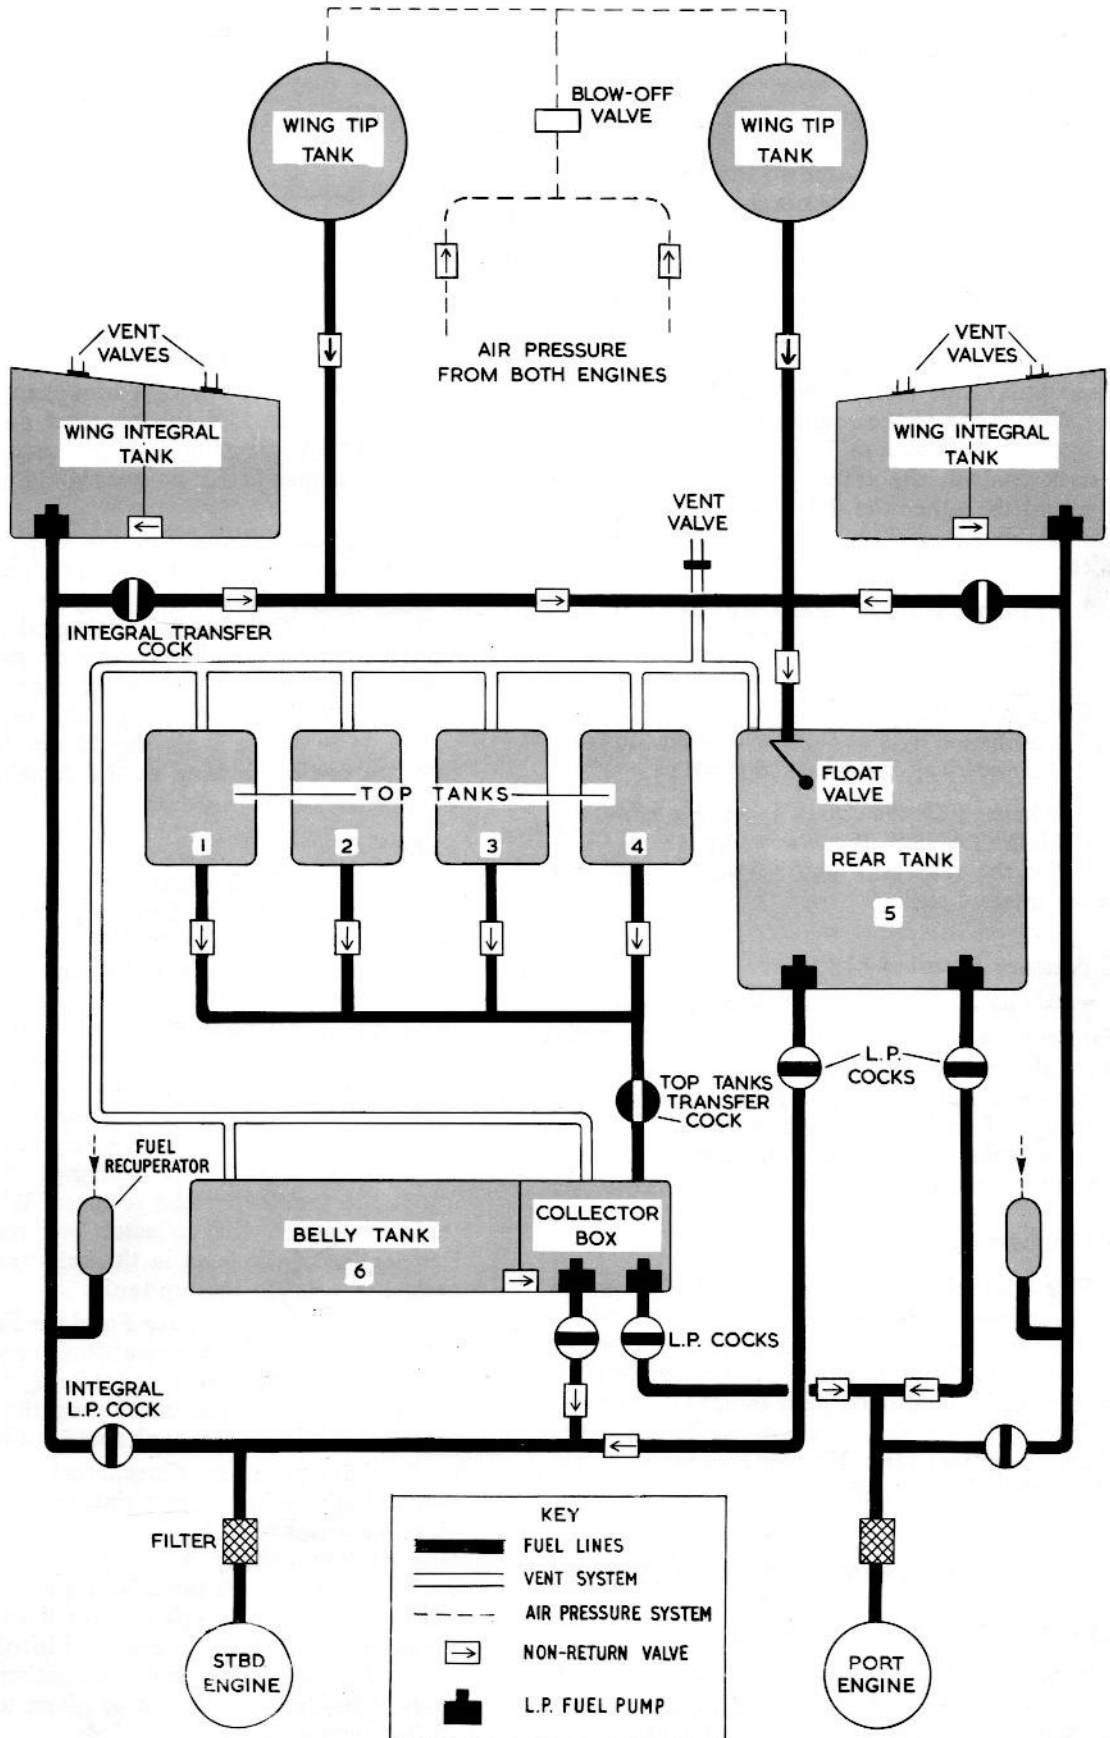 BLOW-OFF
VALVE
WING TIP
TANK
WING TIP
TANK
VENT
VALVES
AIR PRESSURE
FROM BOTH ENGINES
VENT
VALVES
WING INTEGRAL
TANK
WING INTEGRAL
TANK
VENT
VALVE
INTEGRAL TRANSFER
COCK
TOP TANKS
1
2
3
4
FLOAT
VALVE
REAR TANK
5
L.P.
COCKS
TOP TANKS
TRANSFER
COCK
FUEL
RECUPERATOR
BELLY TANK
6
COLLECTOR
BOX
L.P. COCKS
INTEGRAL
L.P. COCK
FILTER
STBD
ENGINE
PORT
ENGINE
KEY
FUEL LINES
VENT SYSTEM
AIR PRESSURE SYSTEM
NON-RETURN VALVE
L.P. FUEL PUMP